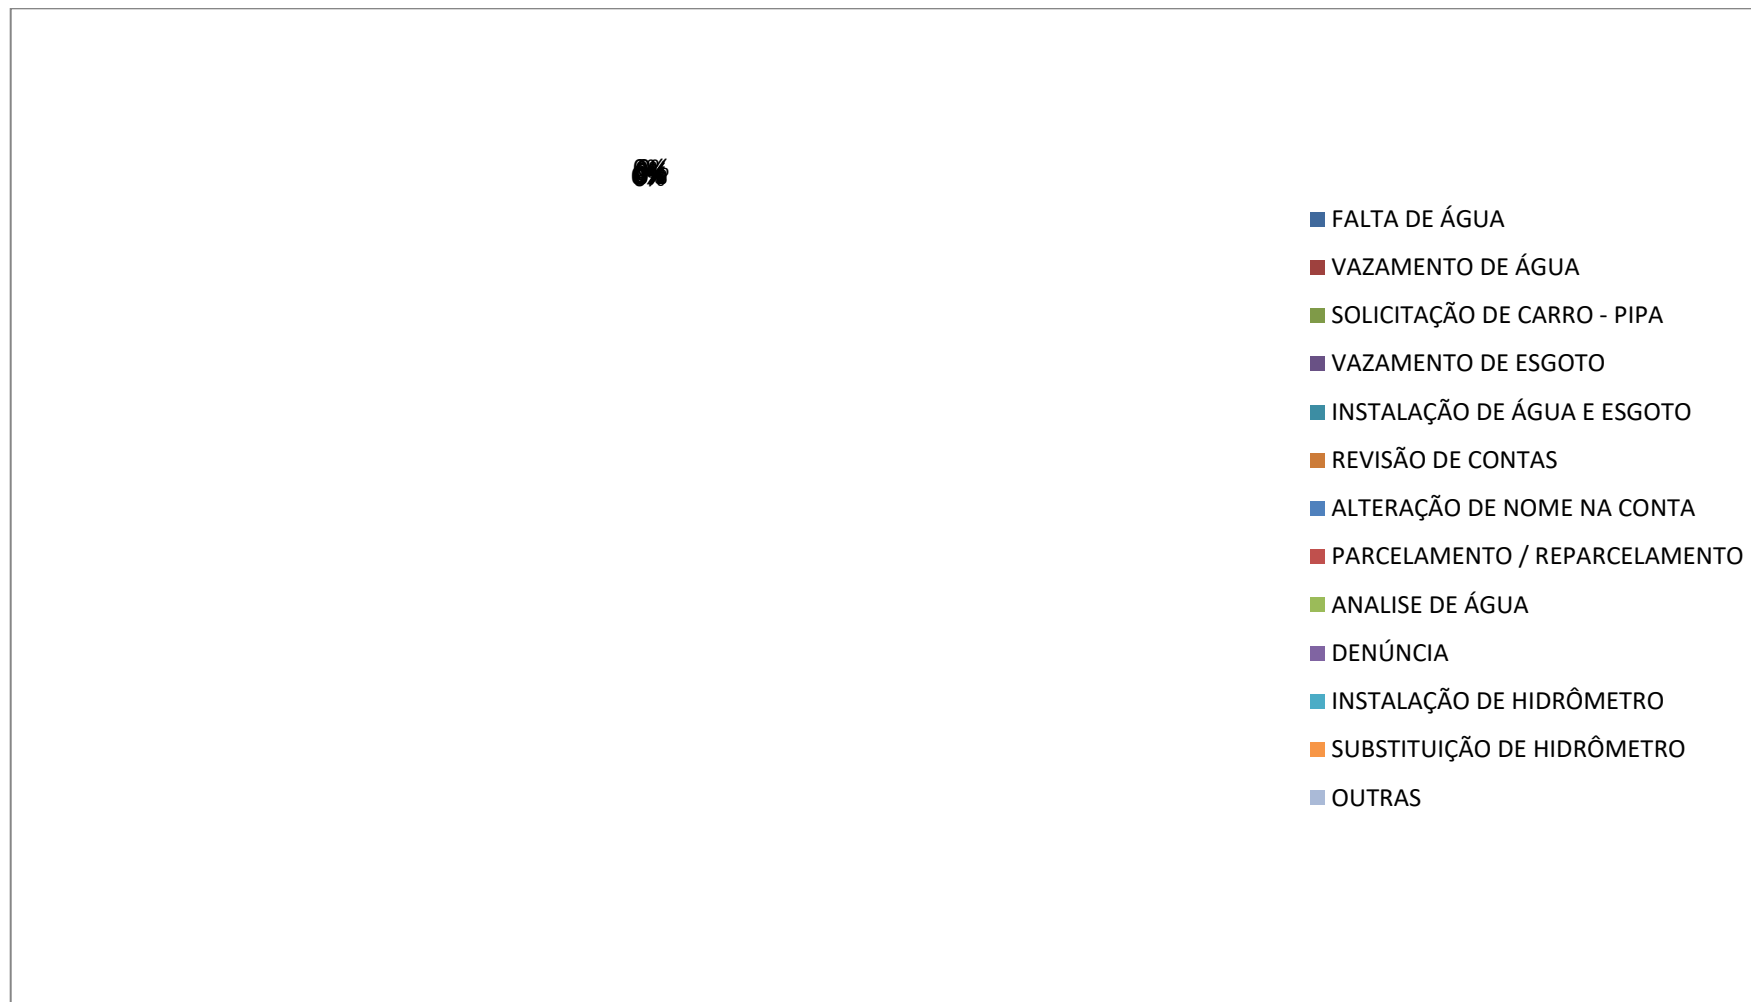 0%
FALTA DE ÁGUA
VAZAMENTO DE ÁGUA
SOLICITAÇÃO DE CARRO - PIPA
VAZAMENTO DE ESGOTO
INSTALAÇÃO DE ÁGUA E ESGOTO
REVISÃO DE CONTAS
ALTERAÇÃO DE NOME NA CONTA
PARCELAMENTO / REPARCELAMENTO
ANALISE DE ÁGUA
DENÚNCIA
INSTALAÇÃO DE HIDRÔMETRO
SUBSTITUIÇÃO DE HIDRÔMETRO
OUTRAS